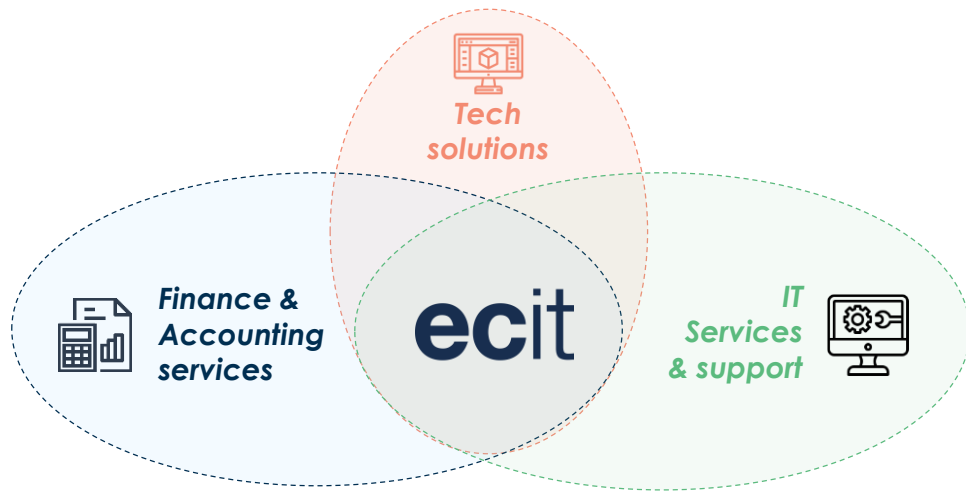 Tech
solutions
Finance &
Accounting
services
ecit
IT
Services
& support